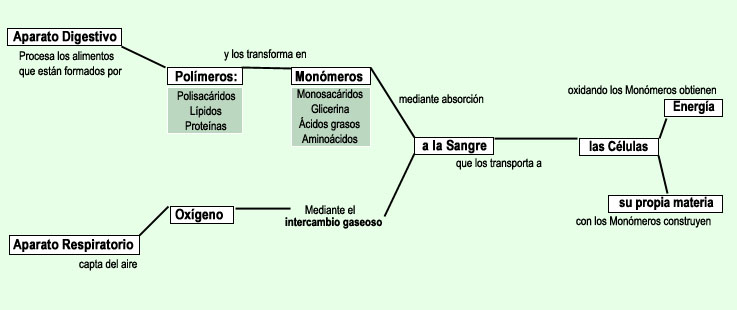 Aparato Digestivo
Procesa los alimentos
que están formados por
y los transforma en
Polímeros:
Polisacáridos
Lípidos
Proteínas
Monómeros
Monosacáridos
Glicerina
Ácidos grasos
Aminoácidos
mediante absorción
a la Sangre
que los transporta a
las Células
oxidando los Monómeros obtienen
Energía
su propia materia
con los Monómeros construyen
Oxígeno
Mediante el
intercambio gaseoso
Aparato Respiratorio
capta del aire